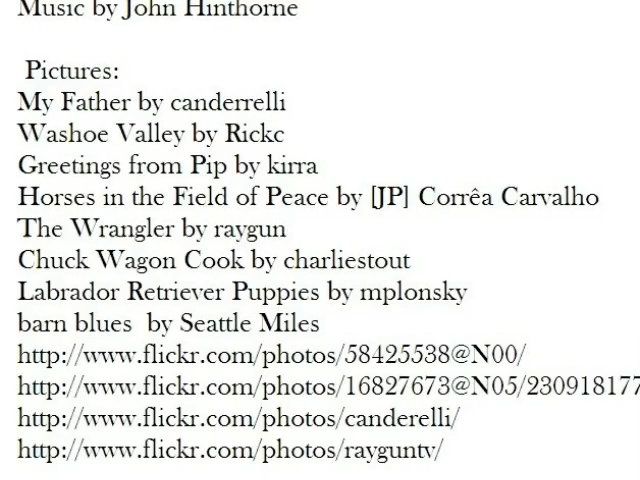 Music by John Hinthorne
Pictures:
My Father by canderrelli
Washoe Valley by Rickc
Greetings from Pip by kirra
Horses in the Field of Peace by [JP] Corrêa Carvalho
The Wrangler by raygun
Chuck Wagon Cook by charliestout
Labrador Retriever Puppies by mplonsky
barn blues  by Seattle Miles
http://www.flickr.com/photos/58425538@N00/
http://www.flickr.com/photos/16827673@N05/230918177
http://www.flickr.com/photos/canderelli/
http://www.flickr.com/photos/rayguntv/